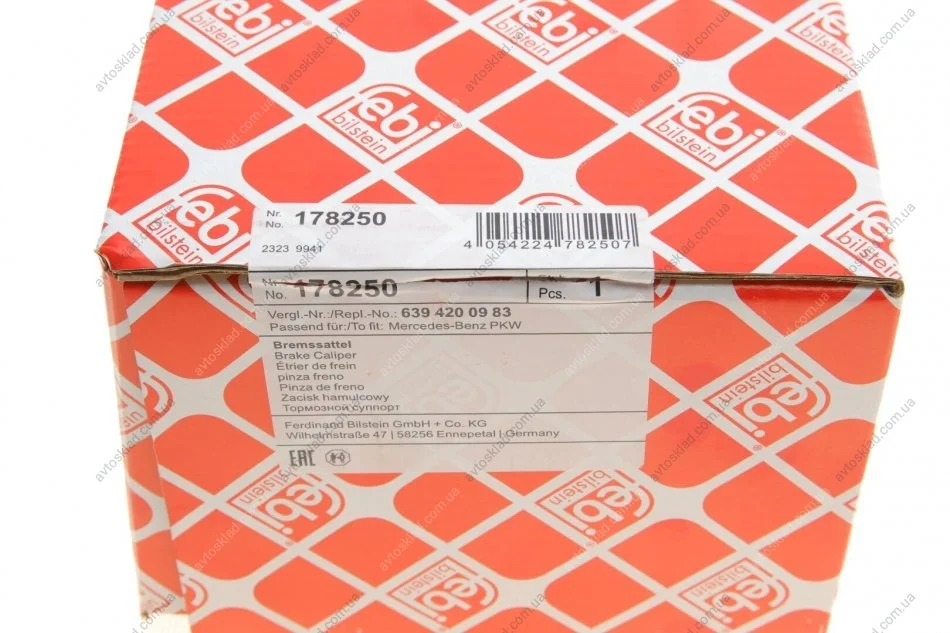 febi
bilstein
Nr.
No. 178250
2323 9941
4 054224 782507
Nr.
No. 178250
Pcs. 1
Vergl.-Nr./Repl.-No.: 639 420 09 83
Passend für:/To fit: Mercedes-Benz PKW
Bremssattel
Brake Caliper
Étrier de frein
pinza freno
Pinza de freno
Zacisk hamulcowy
Тормозной суппорт
Ferdinand Bilstein GmbH + Co. KG
Wilhelmstraße 47 | 58256 Ennepetal | Germany
EAC
avtosklad.com.ua